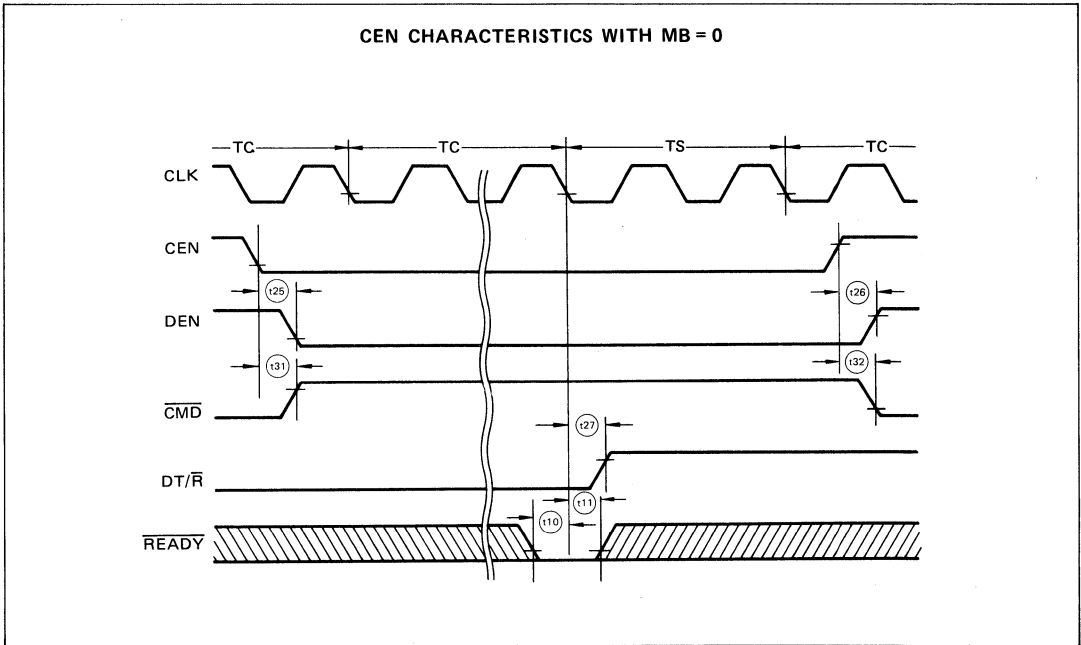 CEN CHARACTERISTICS WITH MB = 0
TC TC TS TC
CLK
CEN
t25 t26
DEN
t31 t32
CMD
t27
DT/R
t11
t10
READY